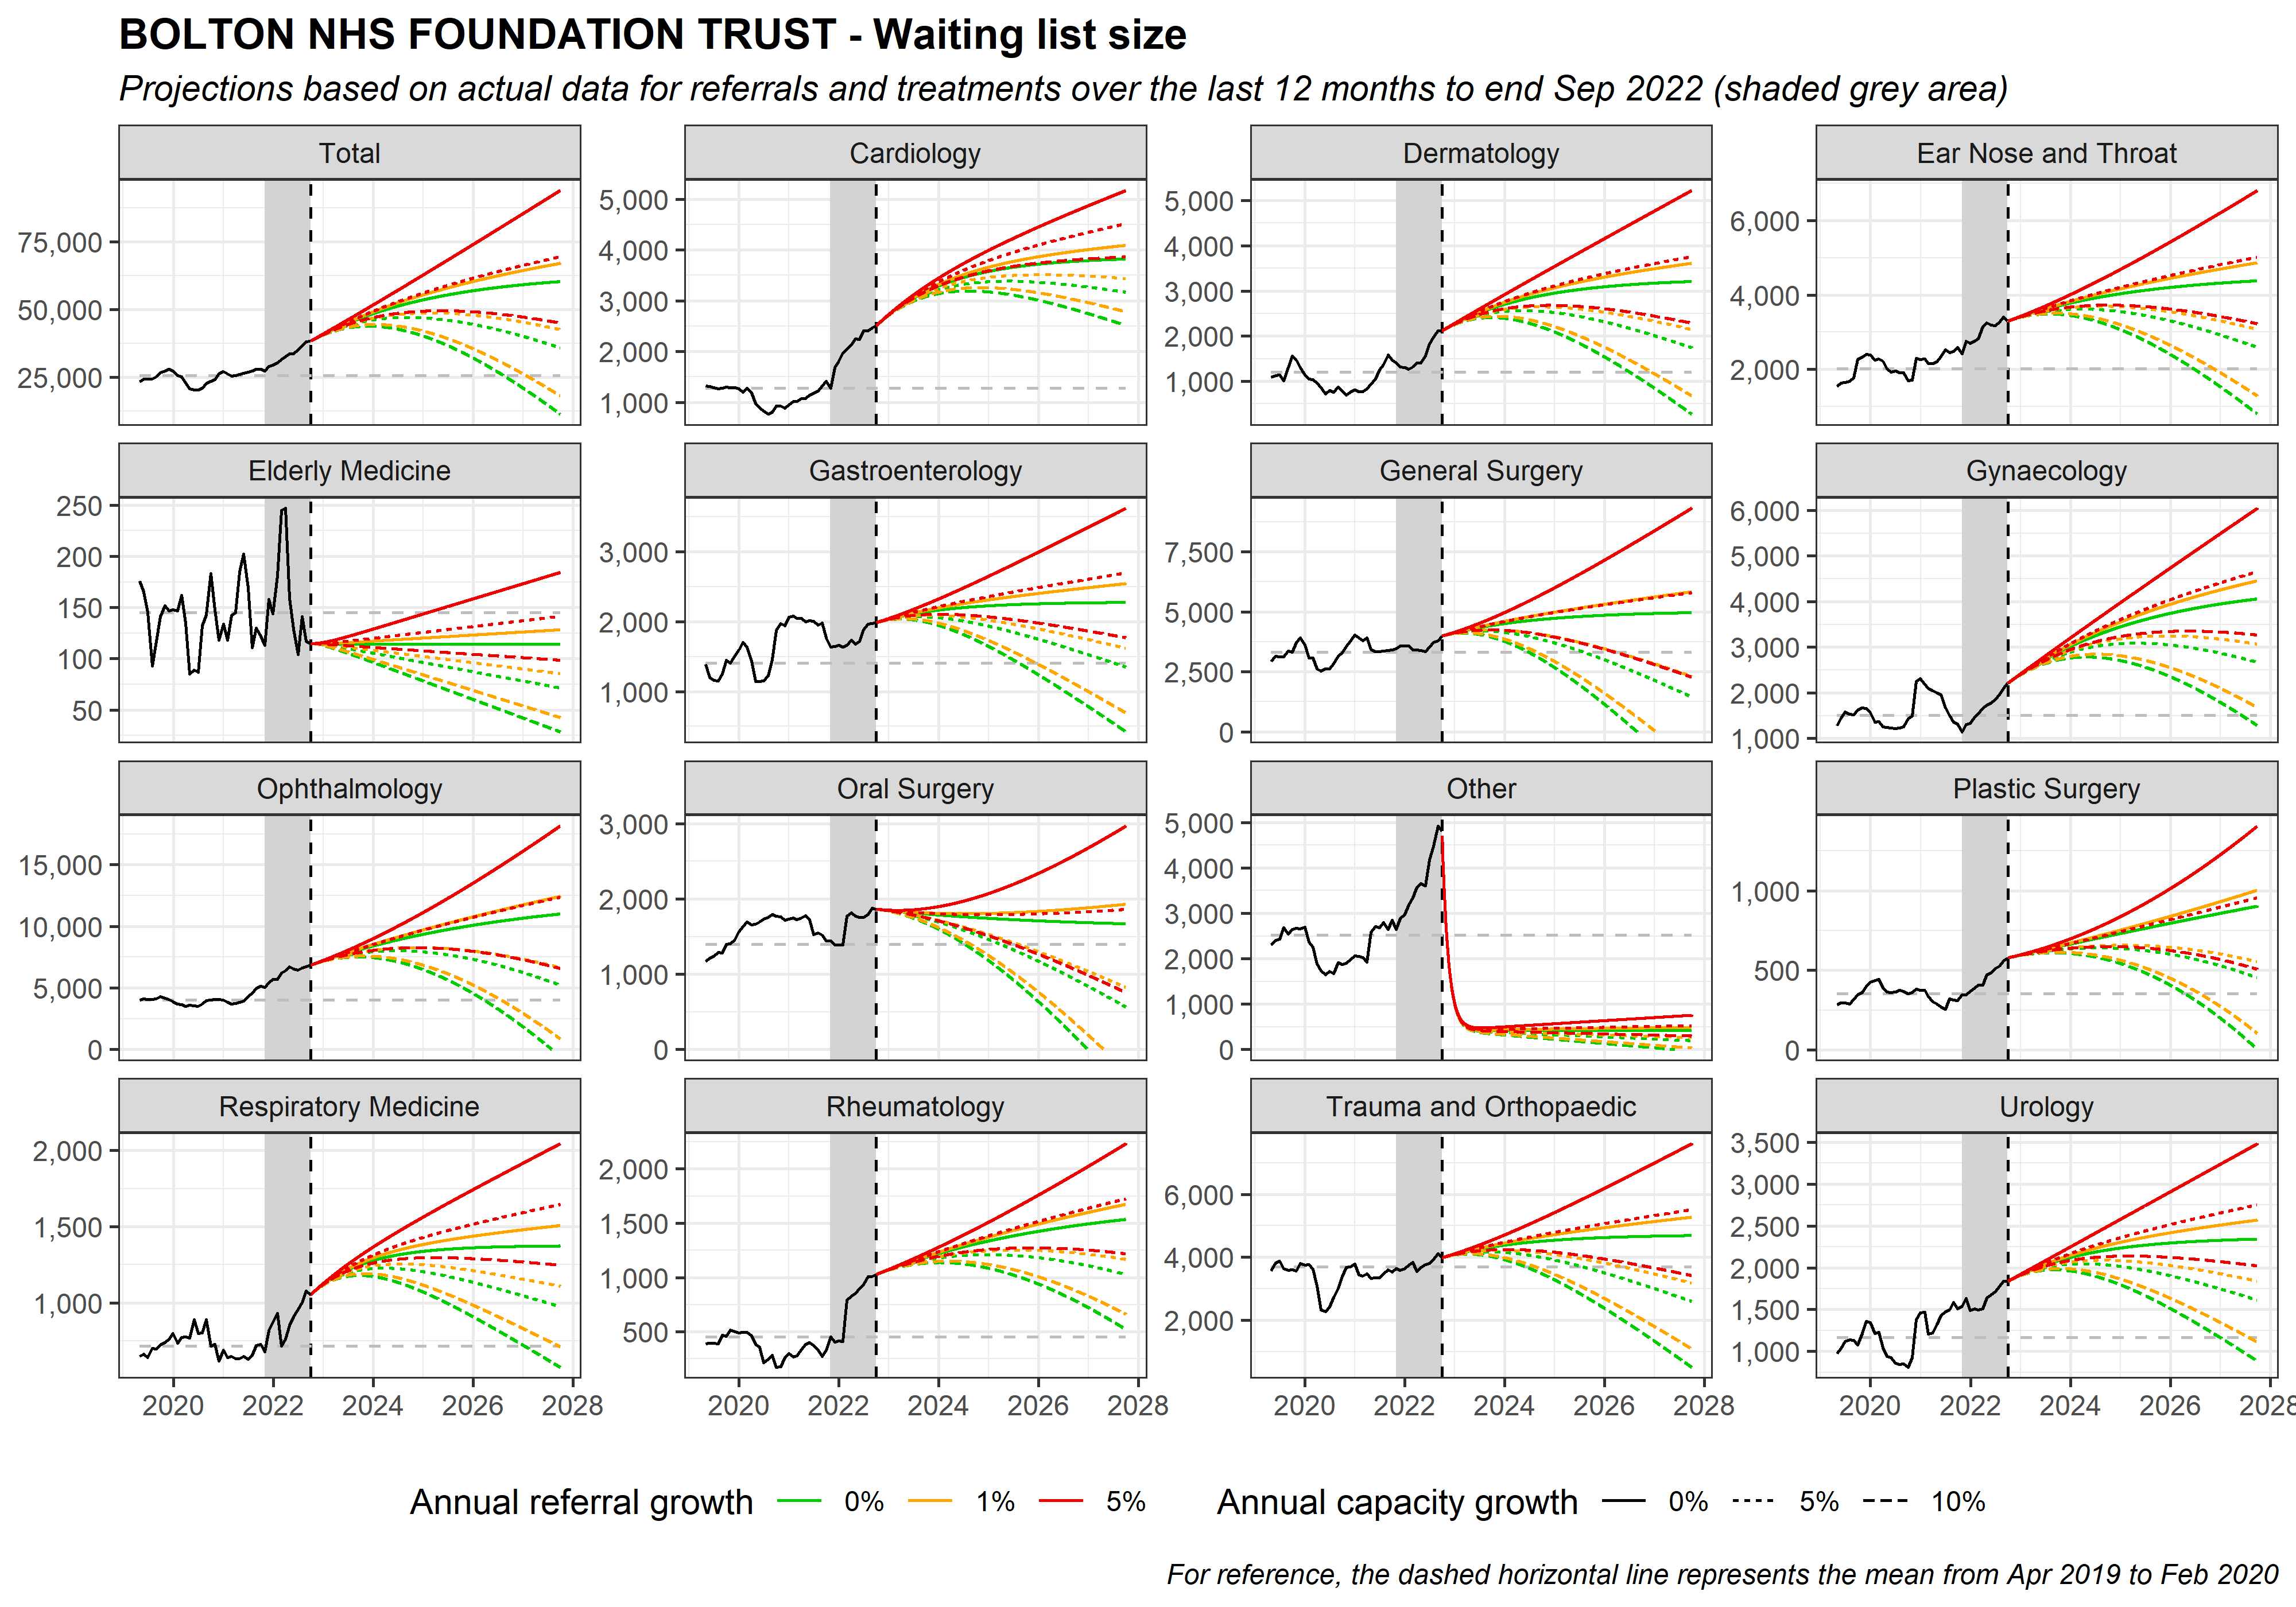 BOLTON NHS FOUNDATION TRUST - Waiting list size
Projections based on actual data for referrals and treatments over the last 12 months to end Sep 2022 (shaded grey area)
Total
75,000
50,000
25,000
Cardiology
5,000
4,000
3,000
2,000
1,000
Dermatology
5,000
4,000
3,000
2,000
1,000
Ear Nose and Throat
6,000
4,000
2,000
Elderly Medicine
250
200
150
100
50
Gastroenterology
3,000
2,000
1,000
General Surgery
7,500
5,000
2,500
0
Gynaecology
6,000
5,000
4,000
3,000
2,000
1,000
Ophthalmology
15,000
10,000
5,000
0
Oral Surgery
3,000
2,000
1,000
0
Other
5,000
4,000
3,000
2,000
1,000
0
Plastic Surgery
1,000
500
0
Respiratory Medicine
2,000
1,500
1,000
2020 2022 2024 2026 2028
Rheumatology
2,000
1,500
1,000
500
2020 2022 2024 2026 2028
Trauma and Orthopaedic
6,000
4,000
2,000
2020 2022 2024 2026 2028
Urology
3,500
3,000
2,500
2,000
1,500
1,000
2020 2022 2024 2026 2028
Annual referral growth 0% 1% 5% Annual capacity growth 0% 5% 10%
For reference, the dashed horizontal line represents the mean from Apr 2019 to Feb 2020